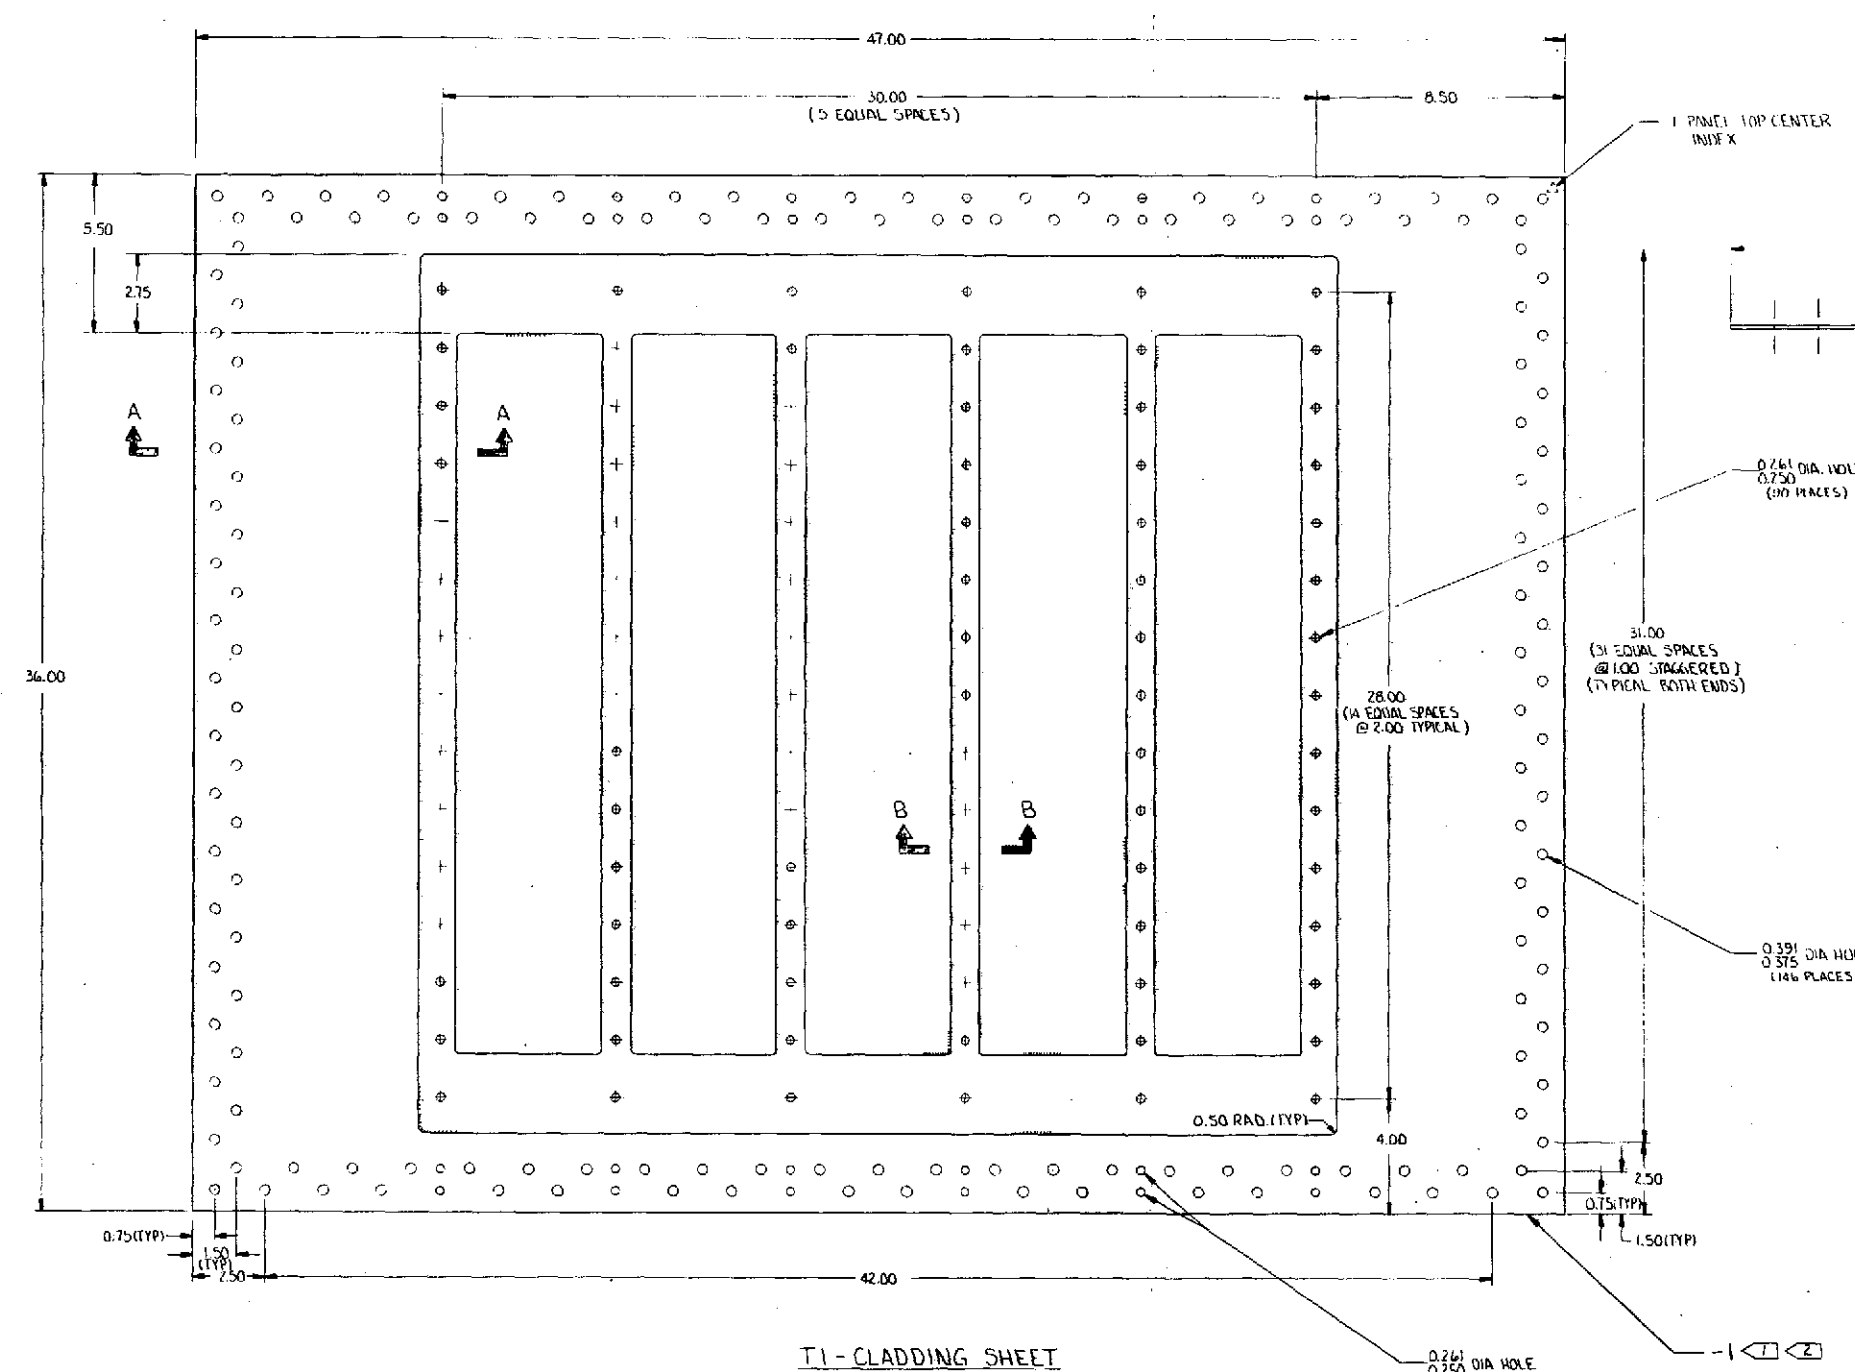 47.00
30.00
(5 EQUAL SPACES)
8.50
1 PANEL TOP CENTER
INDEX
5.50
2.75
A
A
0.261 DIA. HOL
0.250
36.00
31.00
(31 EQUAL SPACES
@ 1.00 STAGGERED)
(TYPICAL BOTH ENDS)
28.00
(14 EQUAL SPACES
@ 2.00 TYPICAL)
B
B
0.391 DIA HO
0.375
(146 PLACES
0.50 RAD.(TYP)
4.00
2.50
0.75(TYP)
1.50(TYP)
0.75(TYP)
1.50
(TYP)
2.50
42.00
TI-CLADDING SHEET
0.261 DIA HOLE
0.250
-1 1 2